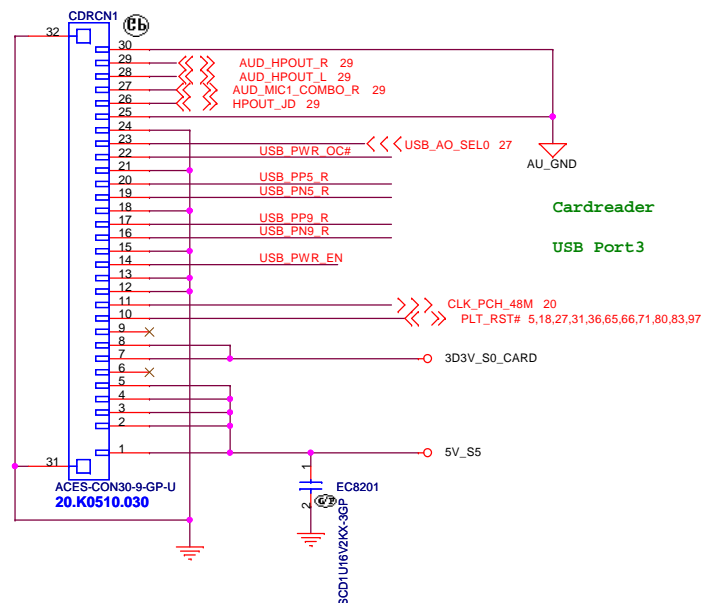 CDRCN1
Cb
32
30
29 AUD_HPOUT_R 29
28 AUD_HPOUT_L 29
27 AUD_MIC1_COMBO_R 29
26 HPOUT_JD 29
25
24
23 USB_AO_SEL0 27
22 USB_PWR_OC#
AU_GND
21
20 USB_PP5_R
19 USB_PN5_R
Cardreader
18
17 USB_PP9_R
16 USB_PN9_R
USB Port3
15
14 USB_PWR_EN
13
12
11 CLK_PCH_48M 20
10 PLT_RST# 5,18,27,31,36,65,66,71,80,83,97
9
8
7 3D3V_S0_CARD
6
5
4
3
2
1 5V_S5
31
ACES-CON30-9-GP-U
20.K0510.030
1
EC8201
2
SCD1U16V2KX-3GP